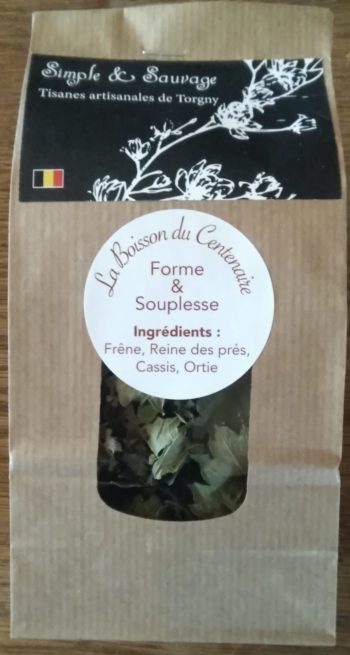 Simple & Sauvage
Tisanes artisanales de Torgny
La Boisson du Centenaire
Forme
&
Souplesse
Ingrédients :
Frêne, Reine des prés,
Cassis, Ortie